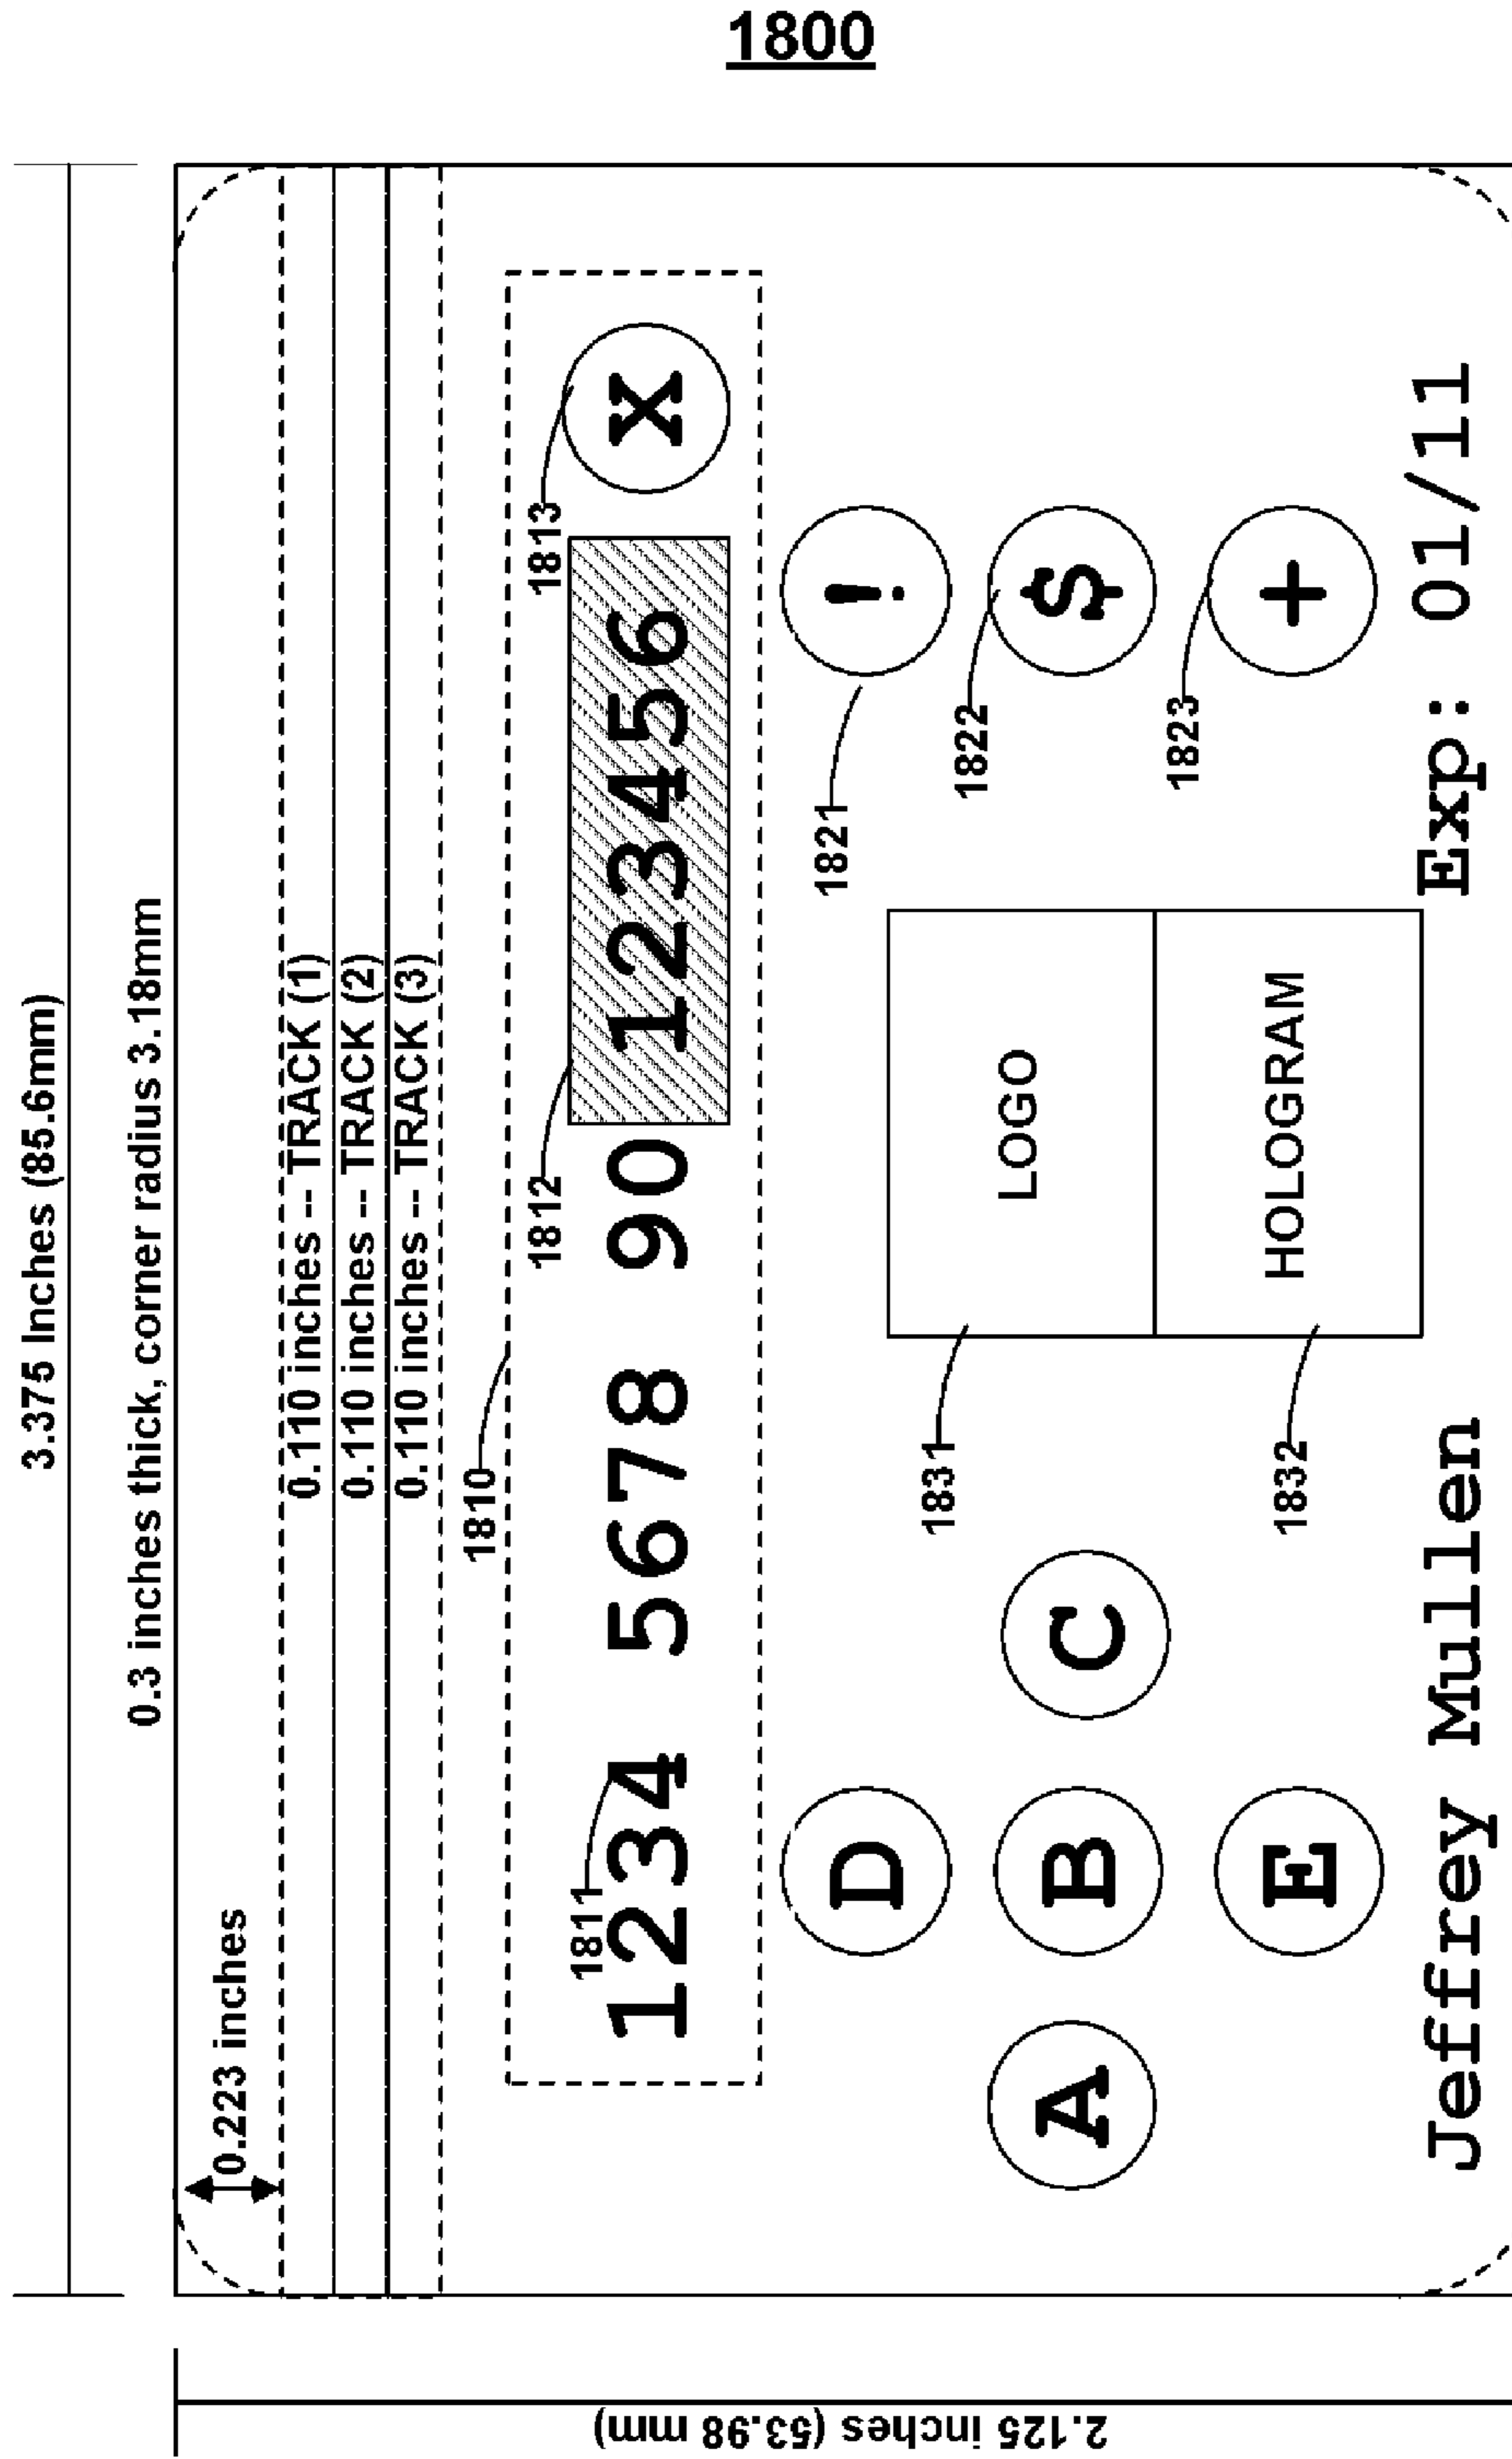 1800
3.375 Inches (85.6mm)
0.3 inches thick, corner radius 3.18mm
0.223 inches
0.110 inches -- TRACK (1)
0.110 inches -- TRACK (2)
0.110 inches -- TRACK (3)
2.125 inches (53.98 mm)
1810
1812
1813
1811
1234 5678 90 123456 X
D
!
1821
A B C
$
1822
E
+
1823
LOGO
1831
HOLOGRAM
1832
Jeffrey Mullen
Exp: 01/11